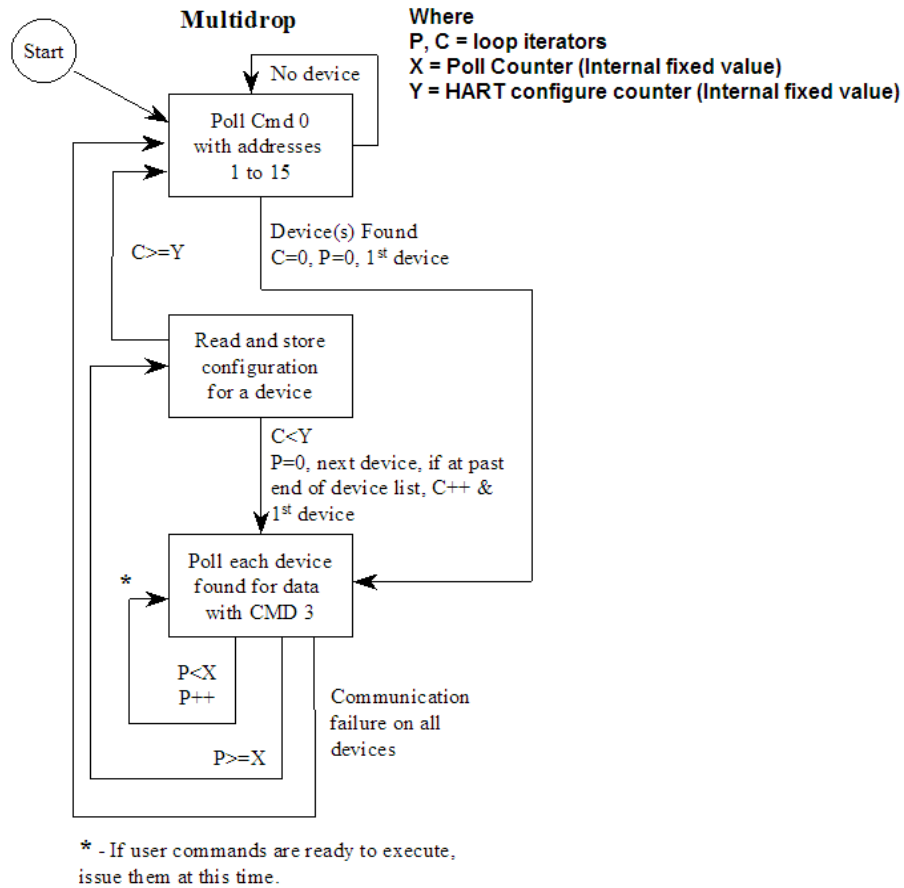 Multidrop
Where
P, C = loop iterators
X = Poll Counter (Internal fixed value)
Y = HART configure counter (Internal fixed value)
Start
No device
Poll Cmd 0
with addresses
1 to 15
Device(s) Found
C=0, P=0, 1st device
C>=Y
Read and store
configuration
for a device
C<Y
P=0, next device, if at past
end of device list, C++ &
1st device
Poll each device
found for data
with CMD 3
*
P<X
P++
P>=X
Communication
failure on all
devices
* - If user commands are ready to execute,
issue them at this time.